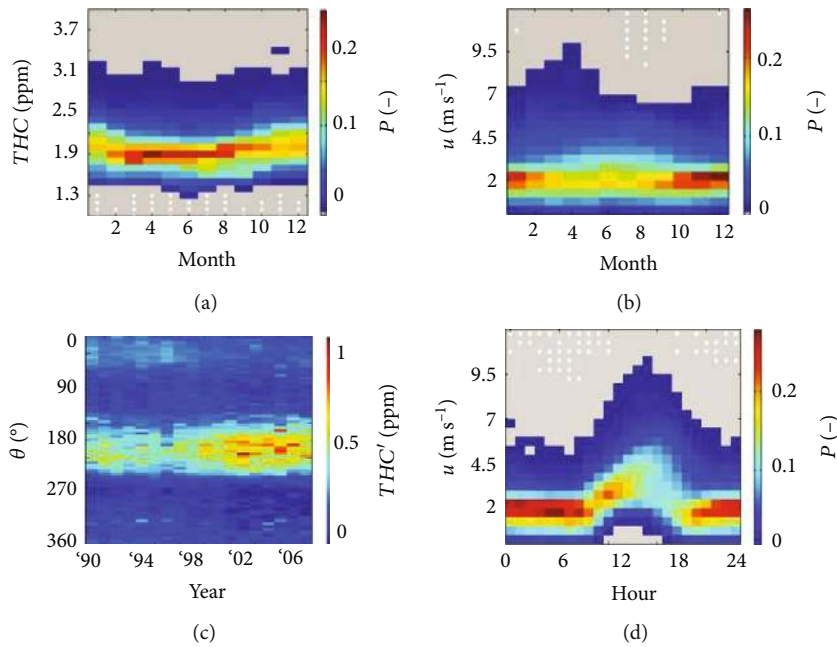 3.7
3.1
2.5
1.9
1.3
THC (ppm)
2 4 6 8 10 12
Month
0.2
0.1
0
P (–)
(a)
9.5
7
4.5
2
u (m s−1)
2 4 6 8 10 12
Month
0.2
0.1
0
P (–)
(b)
0
90
180
270
360
θ (°)
‘90 ‘94 ‘98 ‘02 ‘06
Year
1
0.5
0
THC′ (ppm)
(c)
9.5
7
4.5
2
u (m s−1)
0 6 12 18 24
Hour
0.2
0.1
0
P (–)
(d)